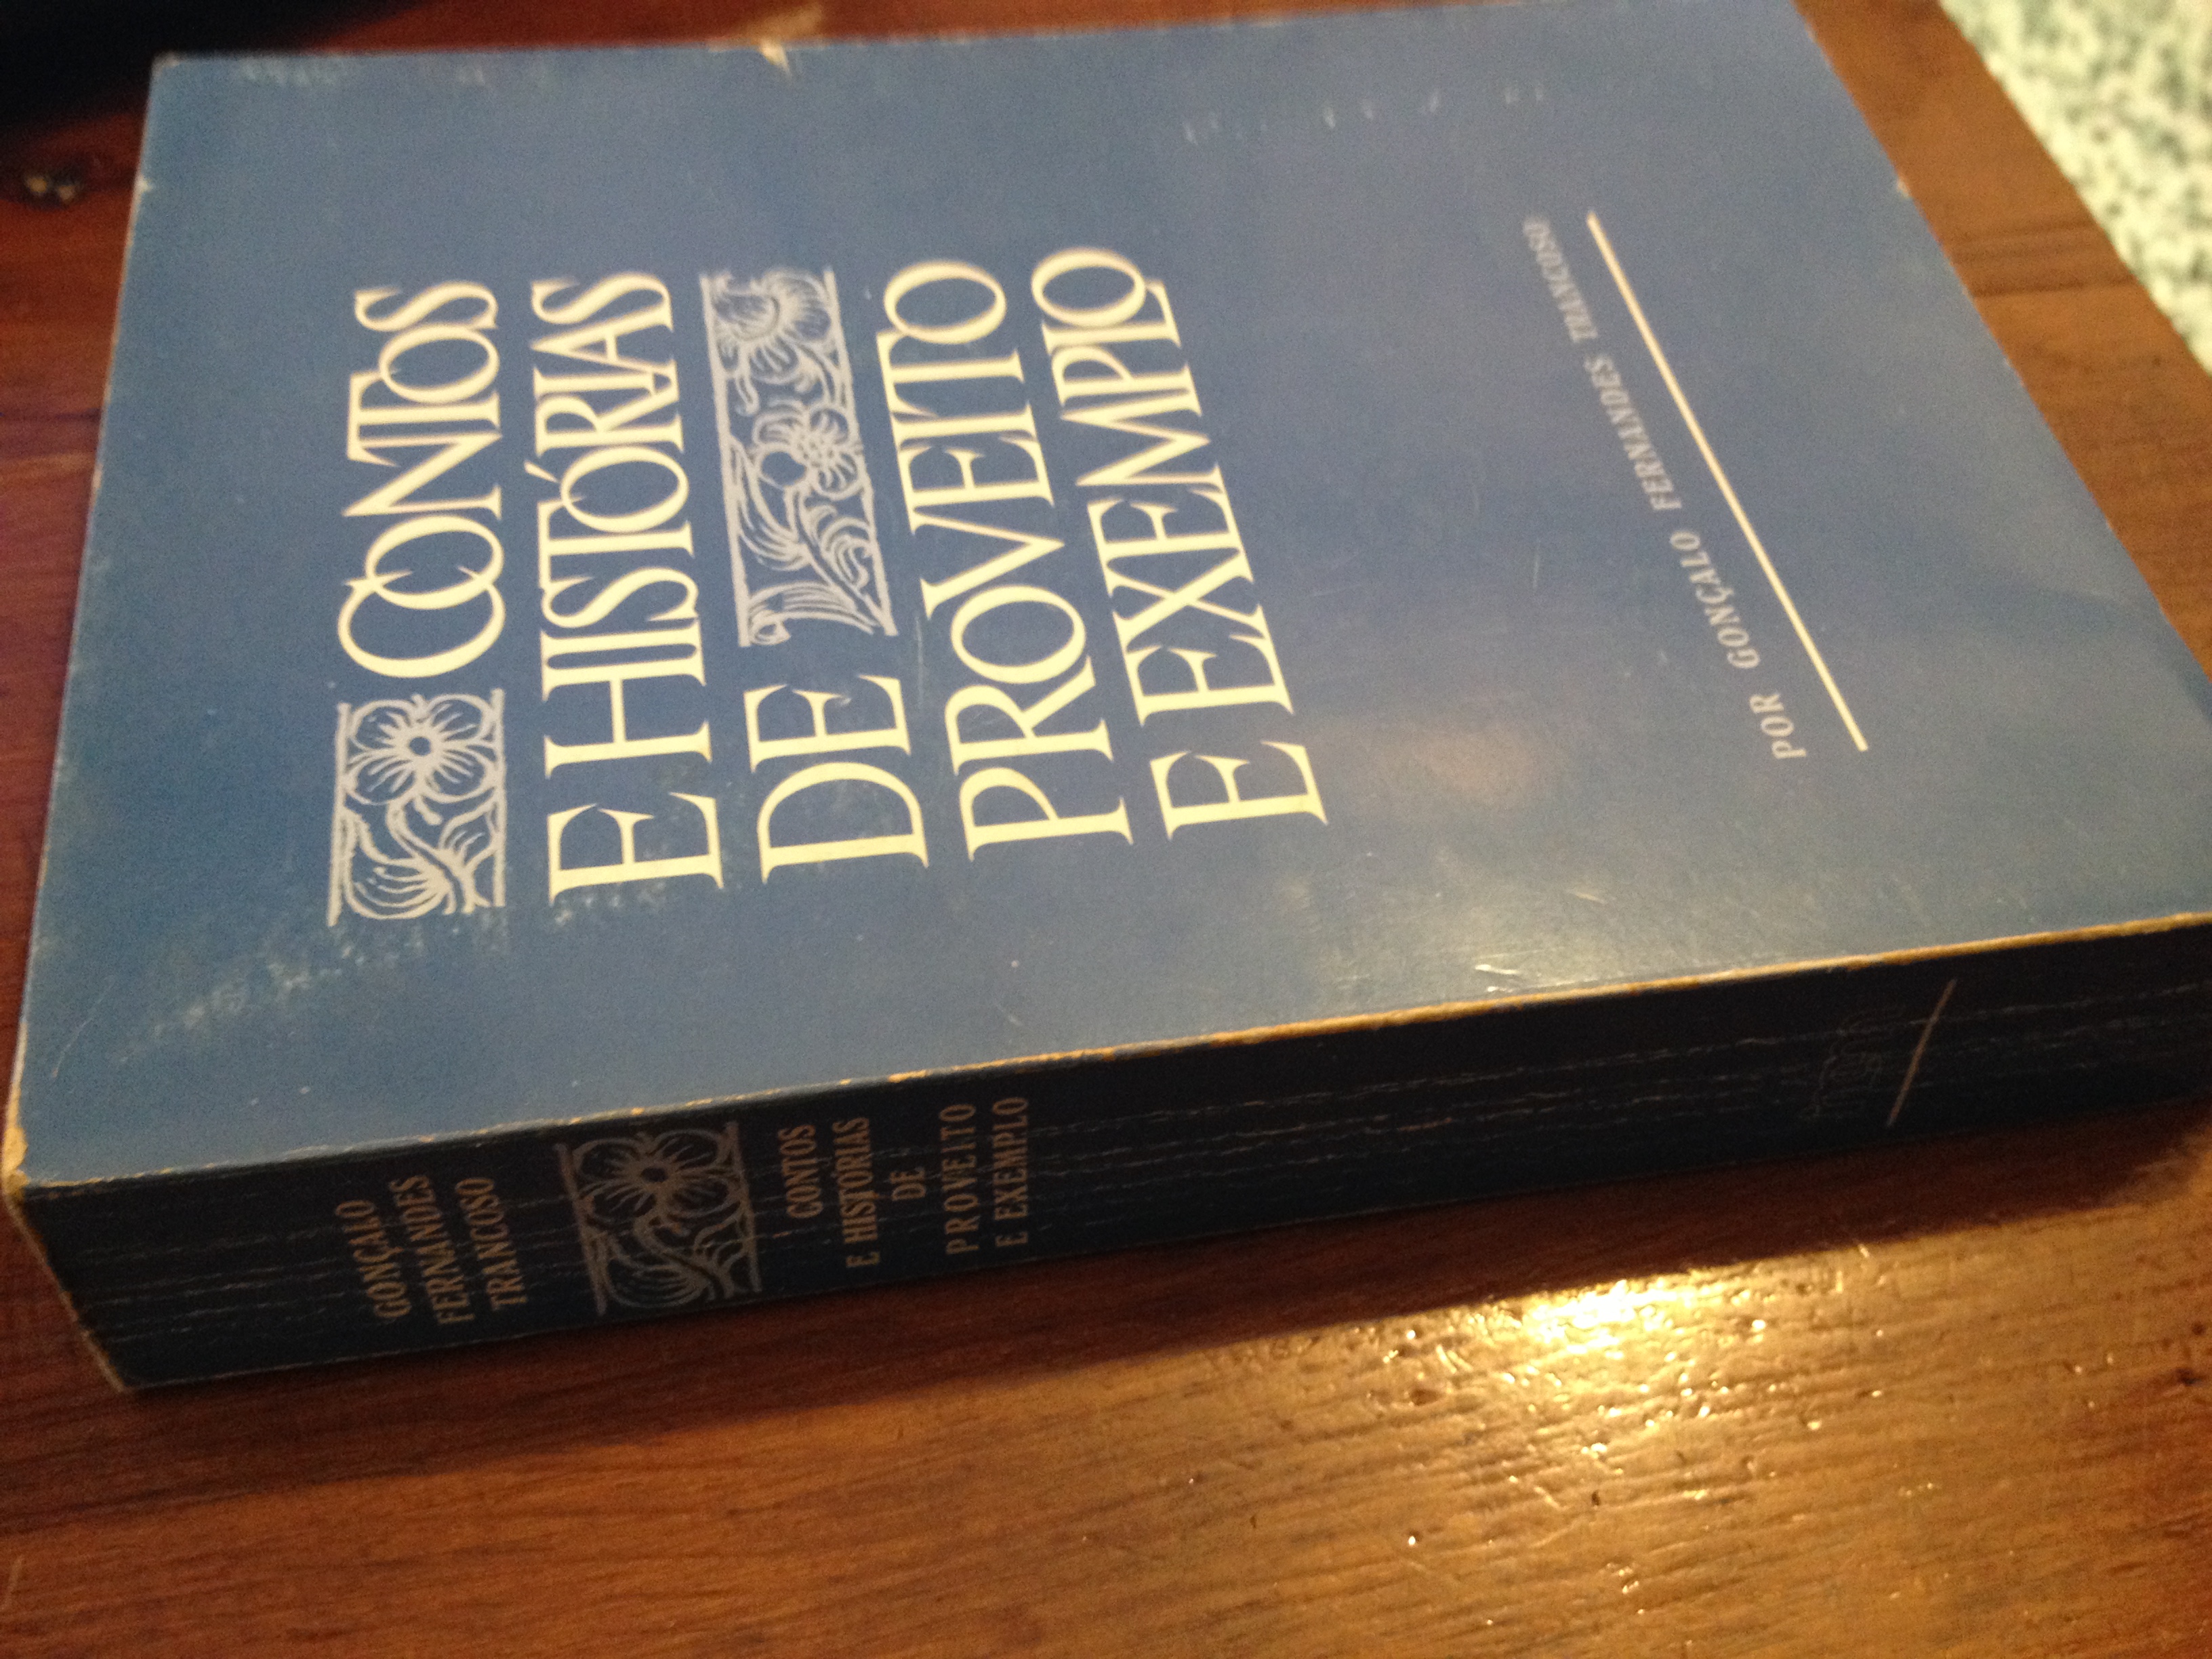 CONTOS
E HISTÓRIAS
DE
PROVEITO
E EXEMPLO
POR GONÇALO FERNANDES TRANCOSO
GONÇALO
FERNANDES
TRANCOSO
CONTOS
E HISTÓRIAS
DE
PROVEITO
E EXEMPLO